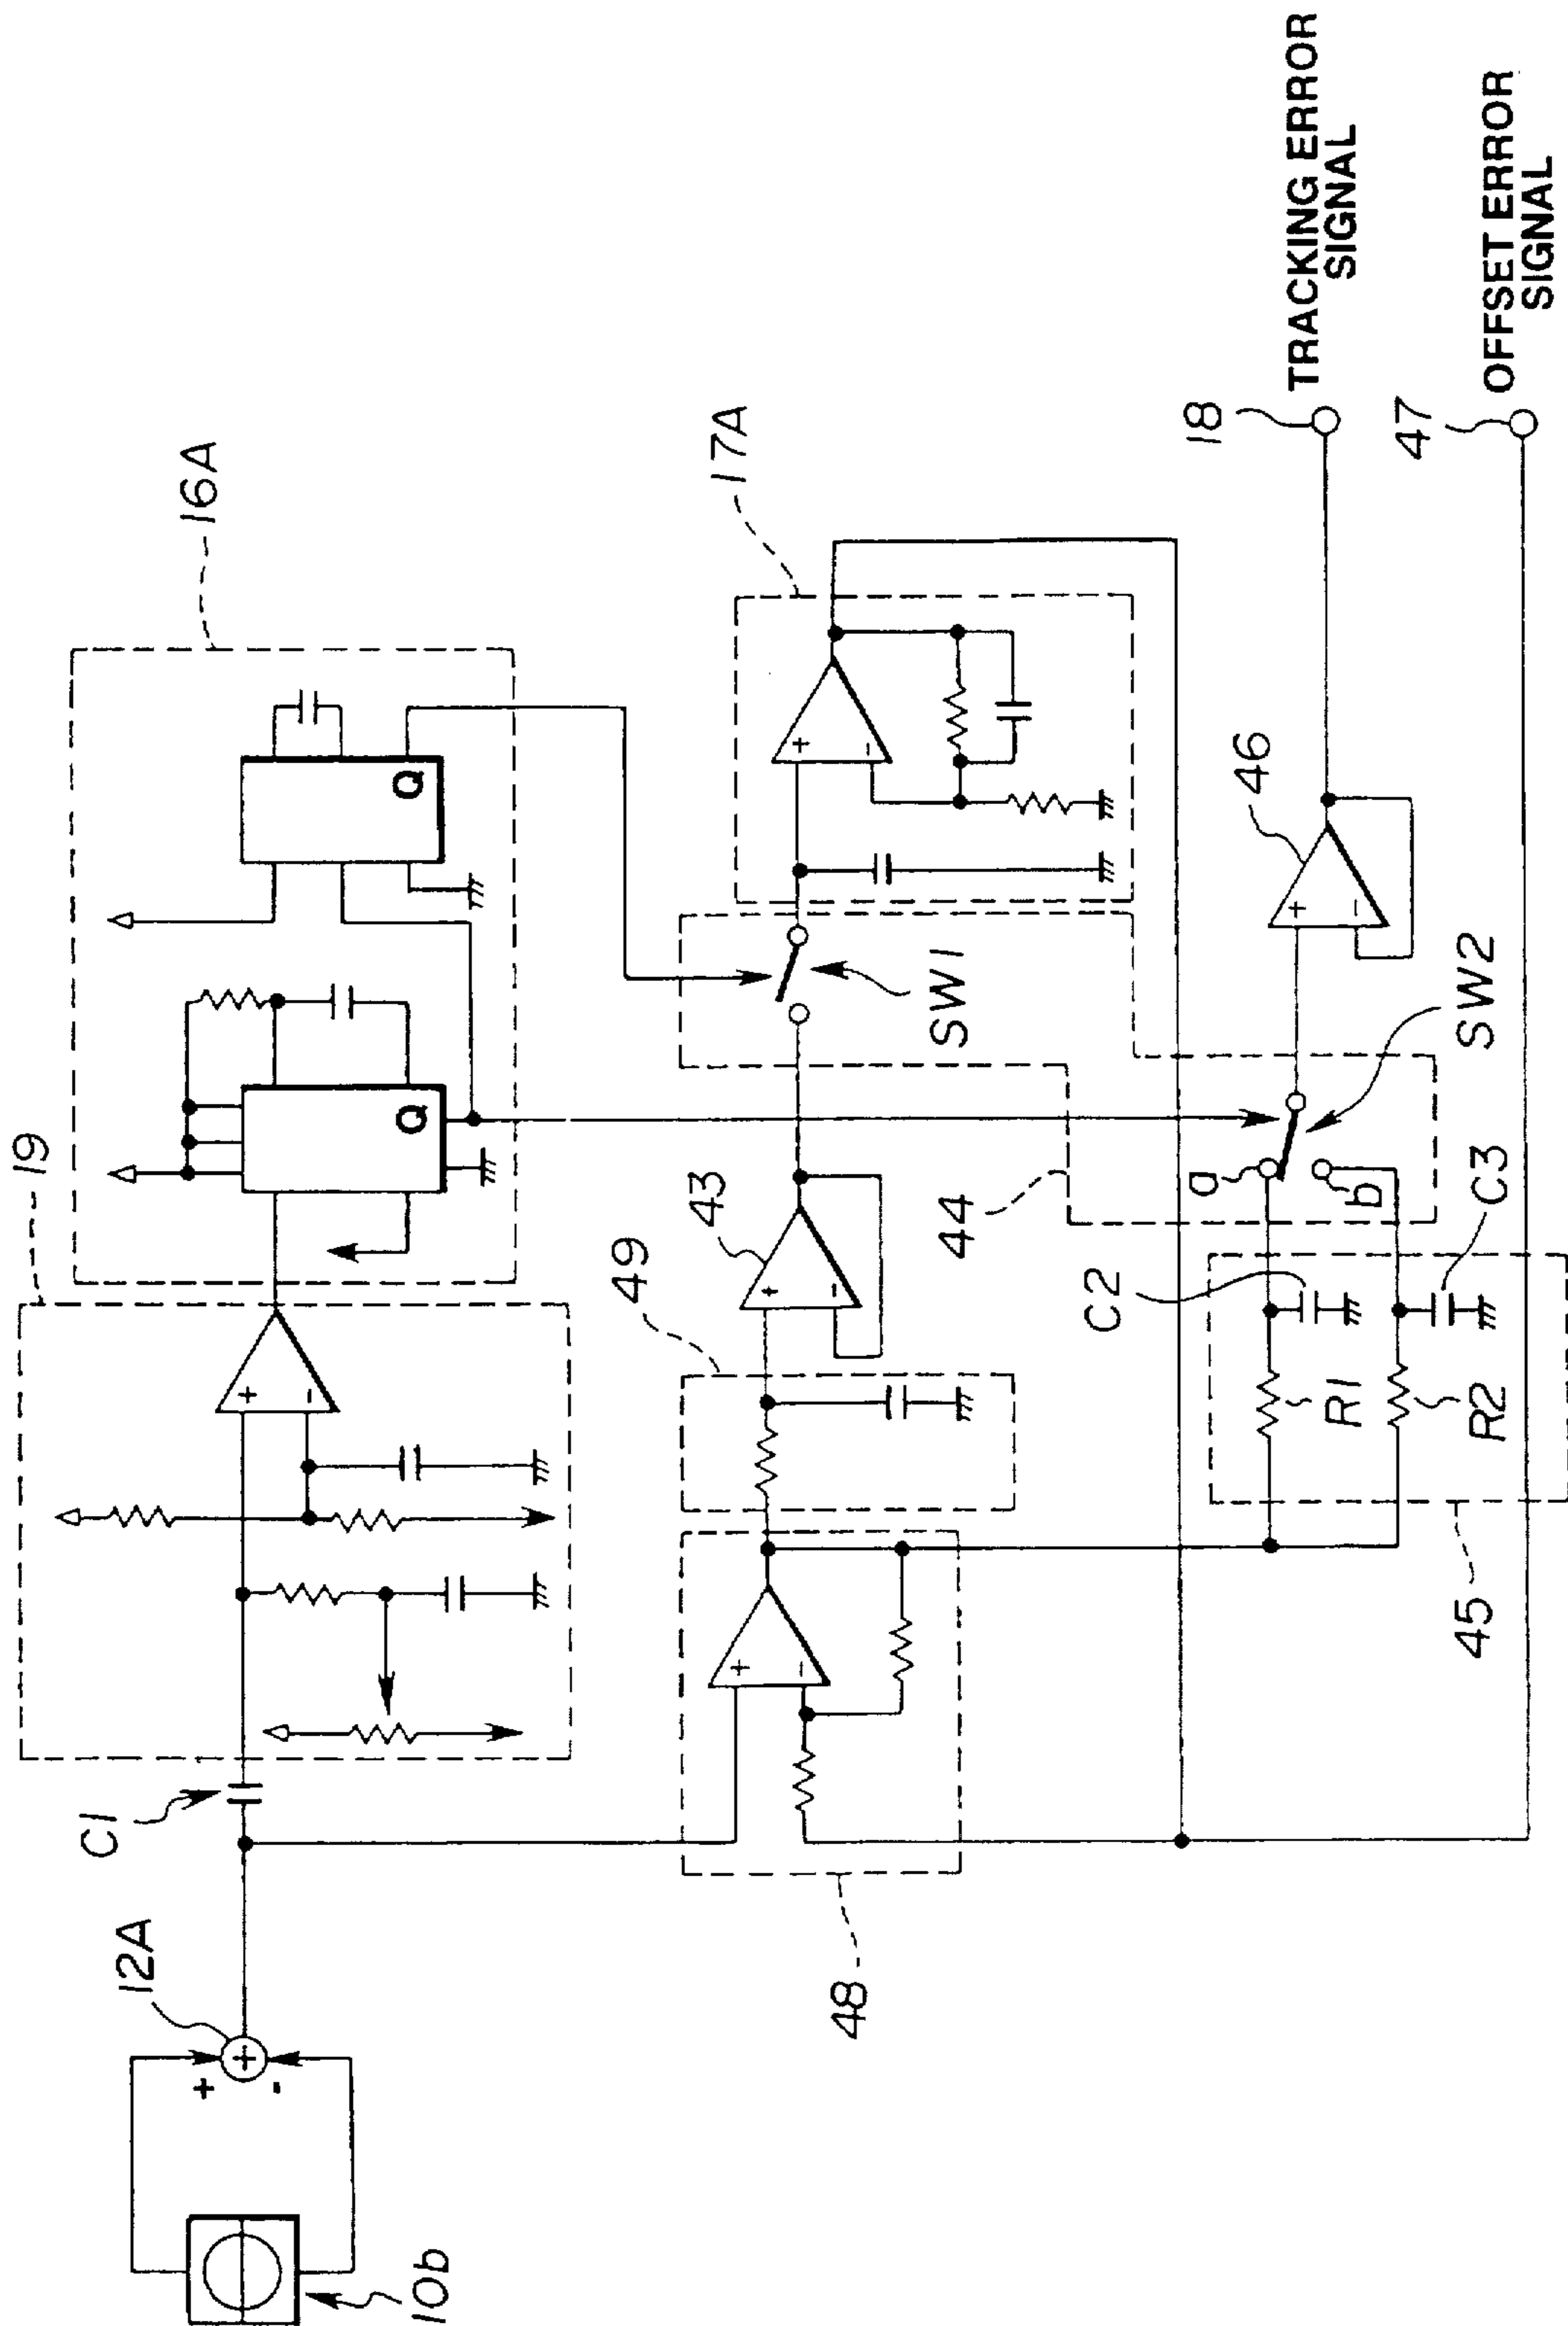 10b
12A
+
-
C1
19
+
-
16A
Q
Q
48
+
-
49
43
+
-
44
SW1
17A
+
-
45
R1
R2
C2
C3
a
b
SW2
46
+
-
18
TRACKING ERROR
SIGNAL
47
OFFSET ERROR
SIGNAL